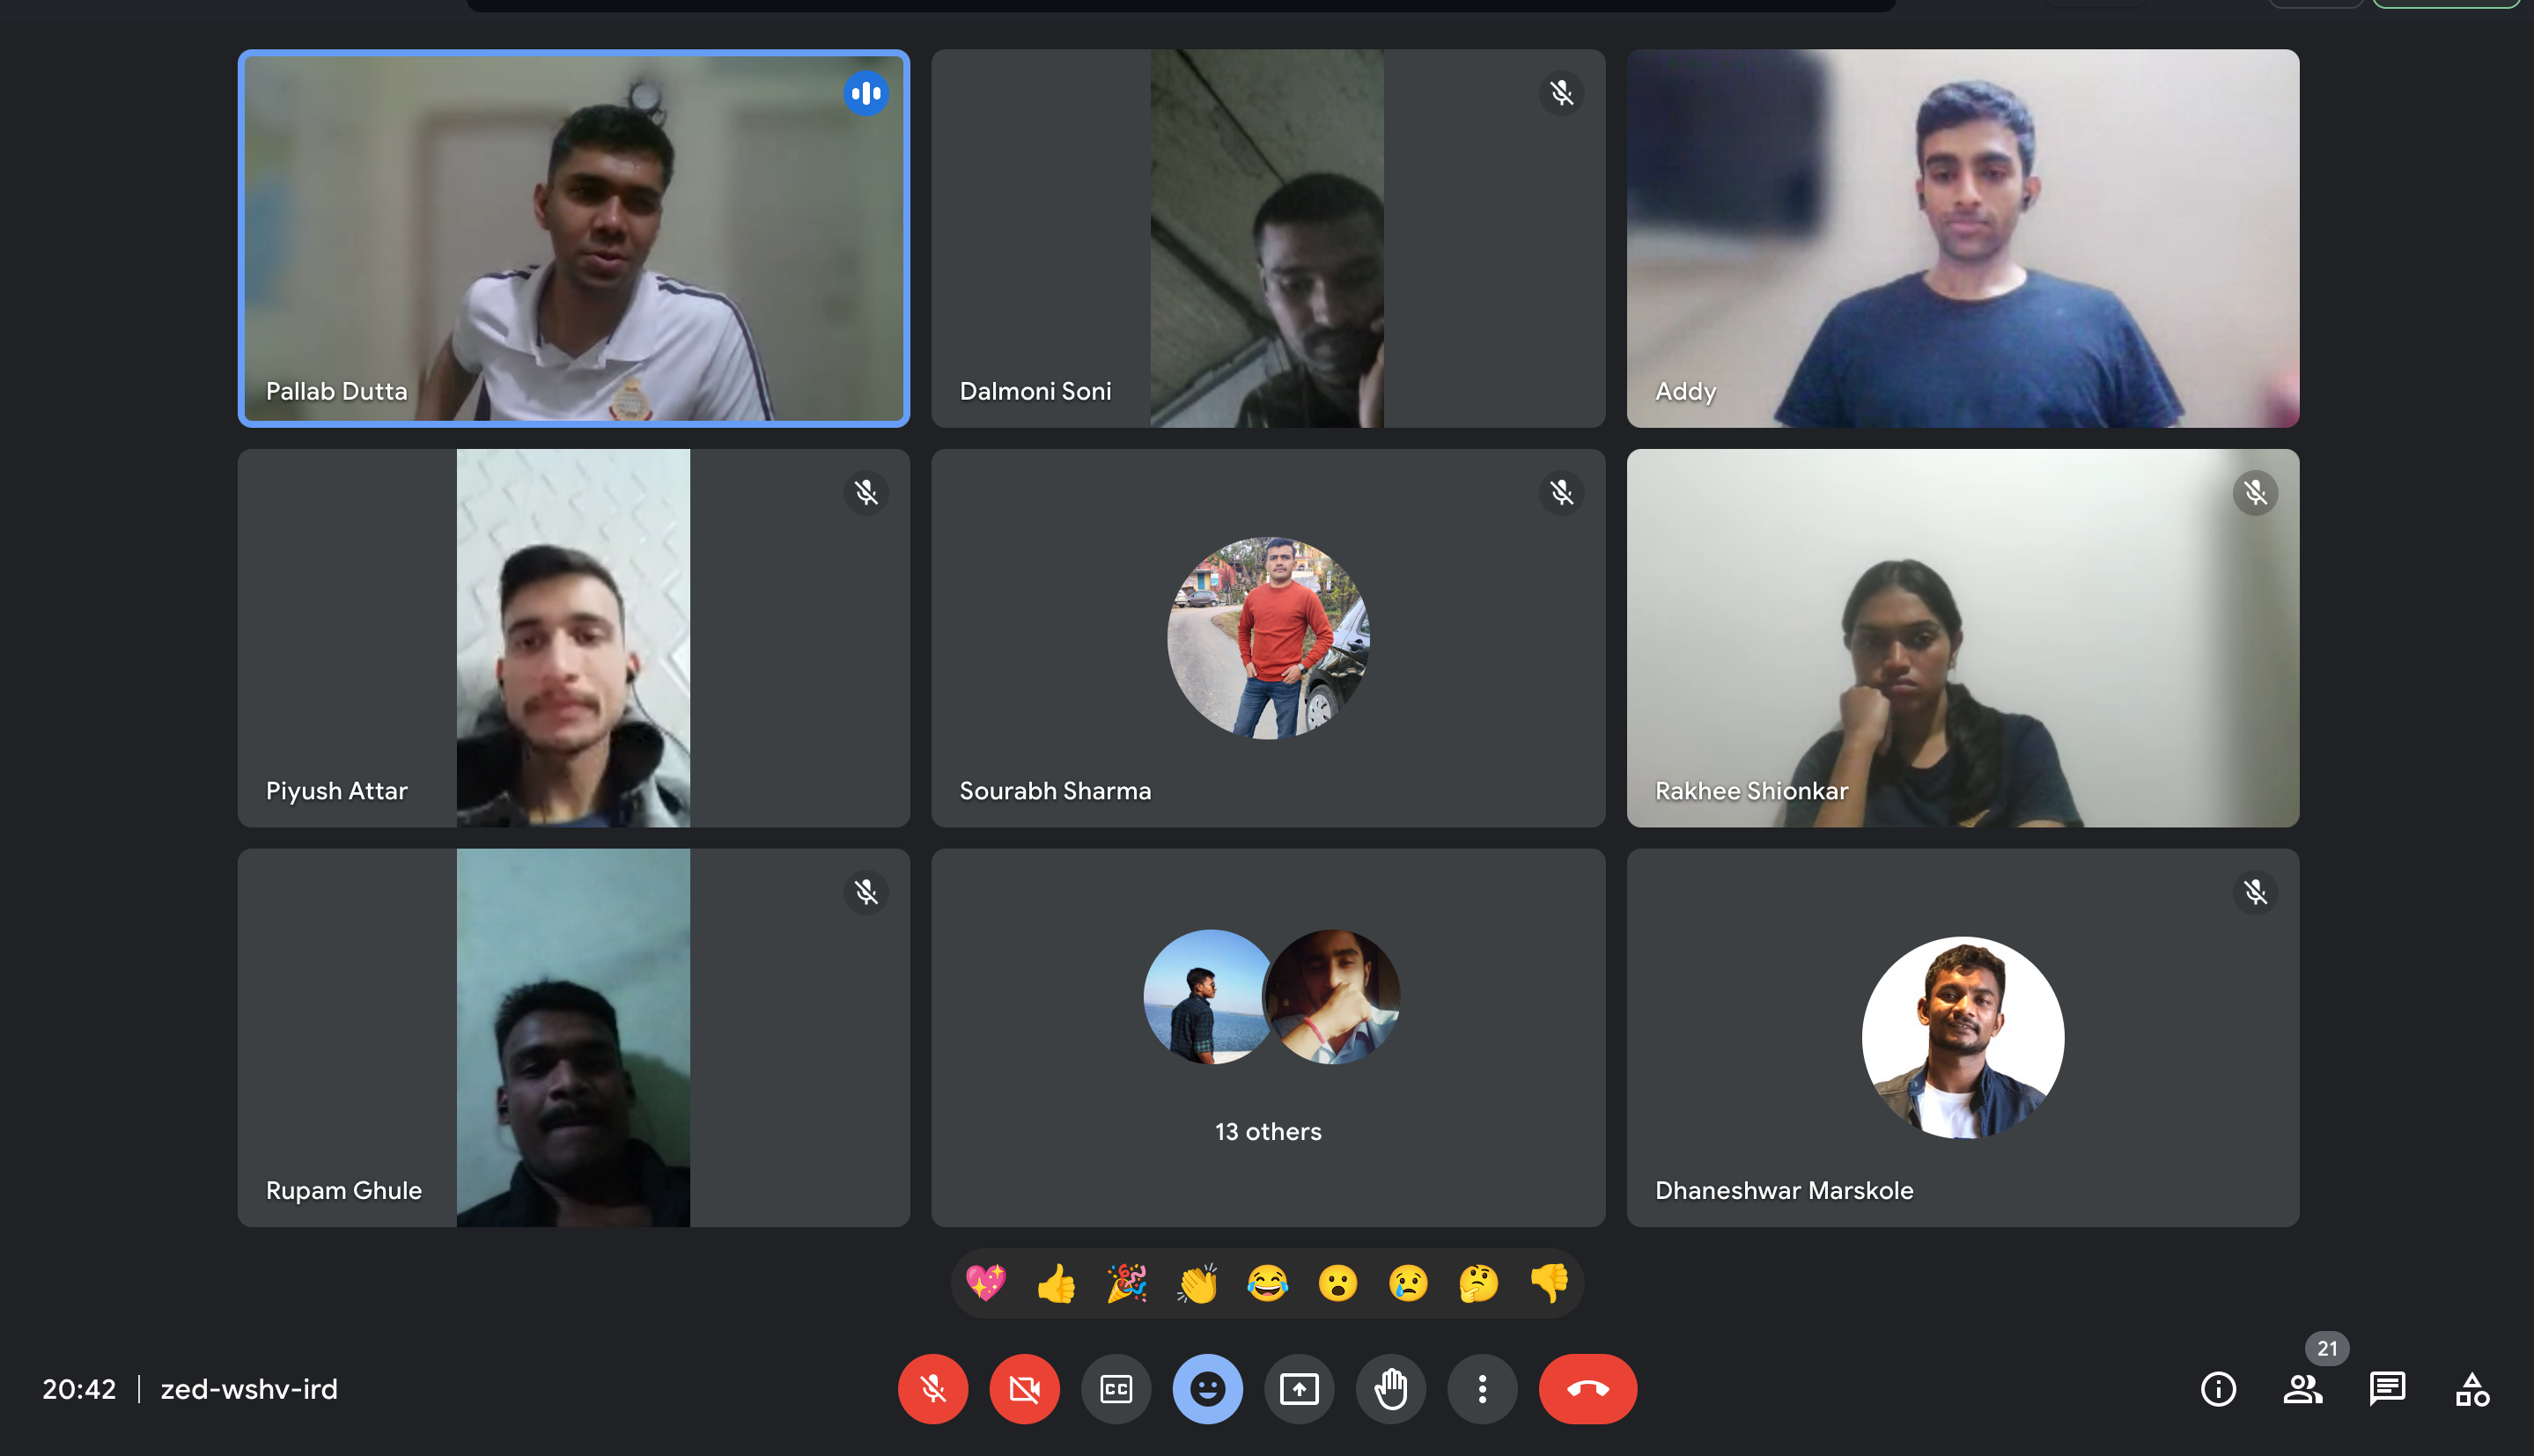 Pallab Dutta
Dalmoni Soni
Addy
Piyush Attar
Sourabh Sharma
Rakhee Shionkar
Rupam Ghule
13 others
Dhaneshwar Marskole
21
20:42 | zed-wshv-ird
CC